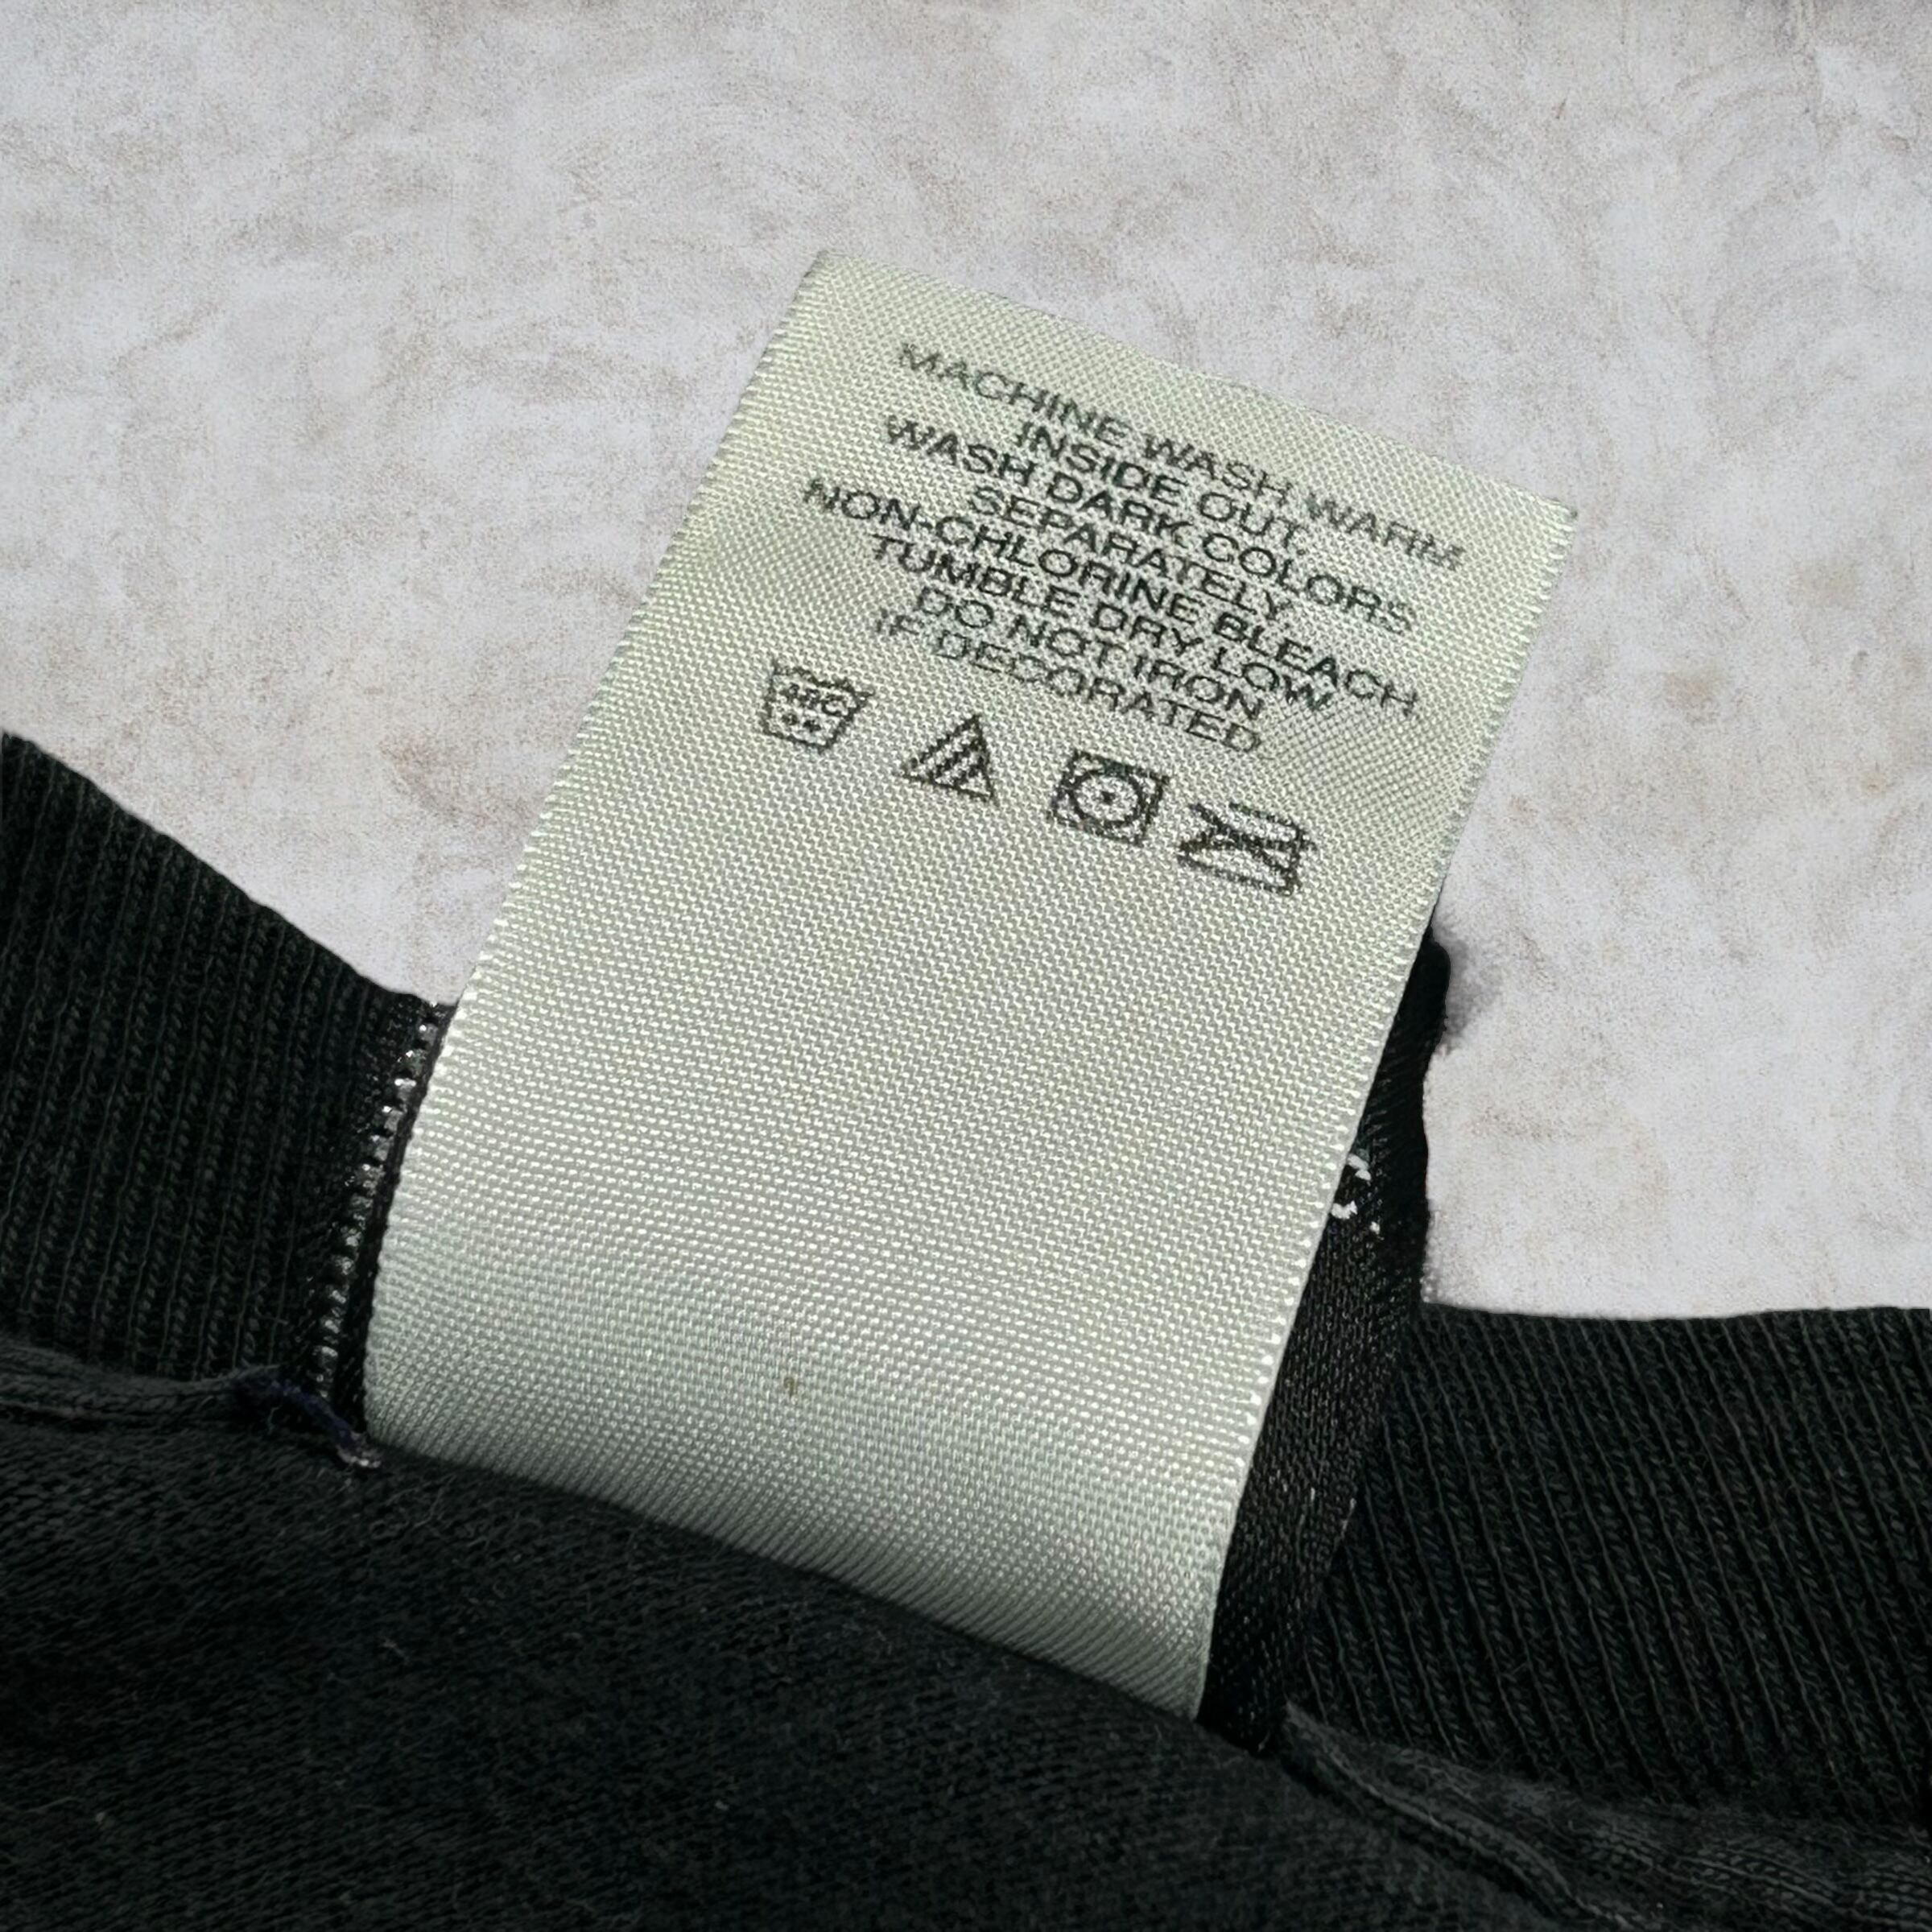 MACHINE WASH WARM
INSIDE OUT,
WASH DARK COLORS
SEPARATELY
NON-CHLORINE BLEACH
TUMBLE DRY LOW
DO NOT IRON
IF DECORATED